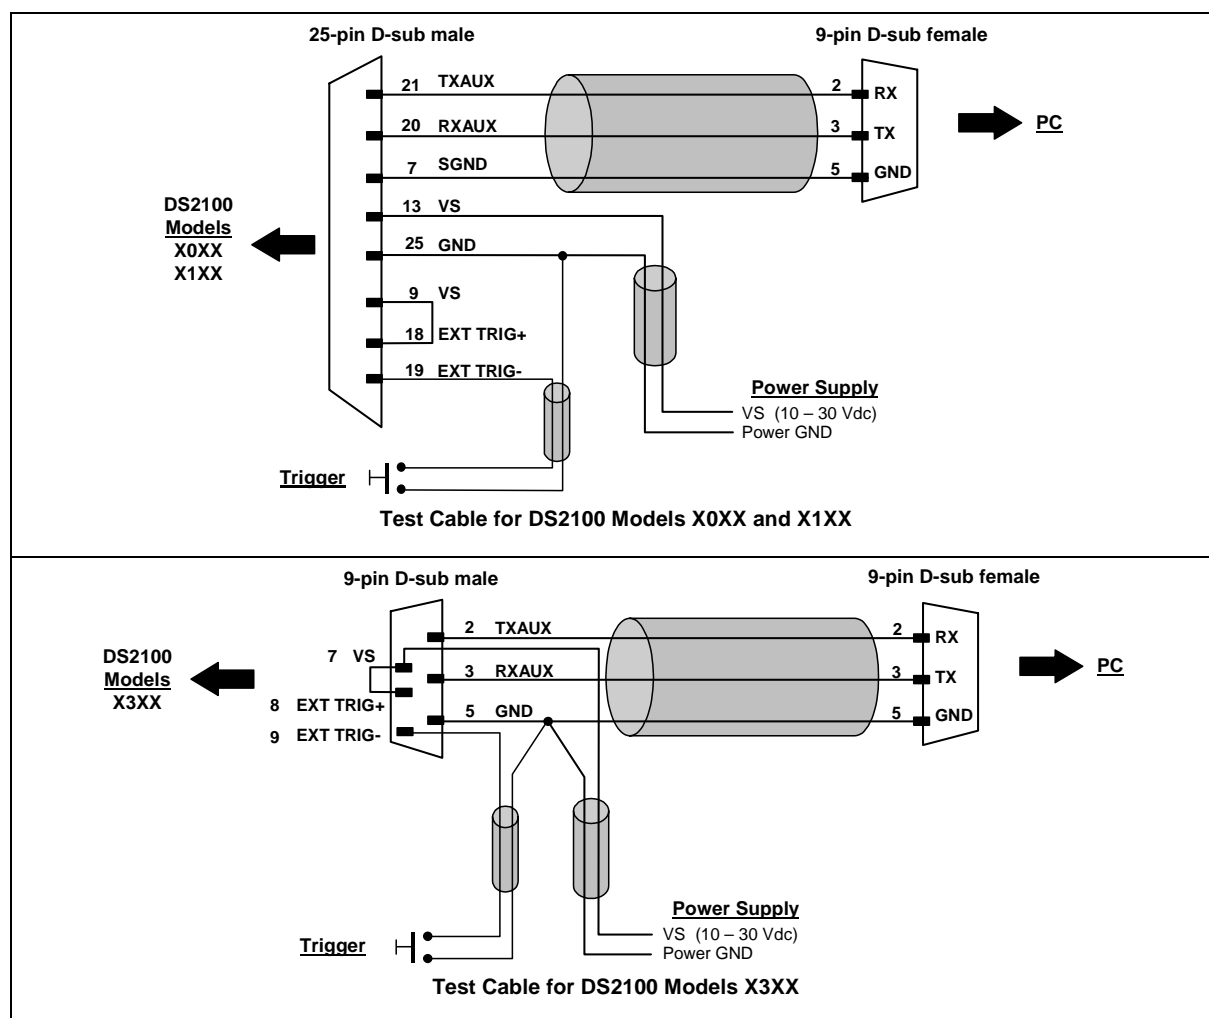 25-pin D-sub male 9-pin D-sub female
21 TXAUX 2 RX
20 RXAUX 3 TX
PC
7 SGND 5 GND
DS2100
Models
X0XX
X1XX
13 VS
25 GND
9 VS
18 EXT TRIG+
19 EXT TRIG-
Power Supply
VS (10 – 30 Vdc)
Power GND
Trigger
Test Cable for DS2100 Models X0XX and X1XX
9-pin D-sub male 9-pin D-sub female
2 TXAUX 2 RX
7 VS
DS2100
Models
X3XX
3 RXAUX 3 TX
PC
8 EXT TRIG+
5 GND 5 GND
9 EXT TRIG-
Power Supply
VS (10 – 30 Vdc)
Power GND
Trigger
Test Cable for DS2100 Models X3XX